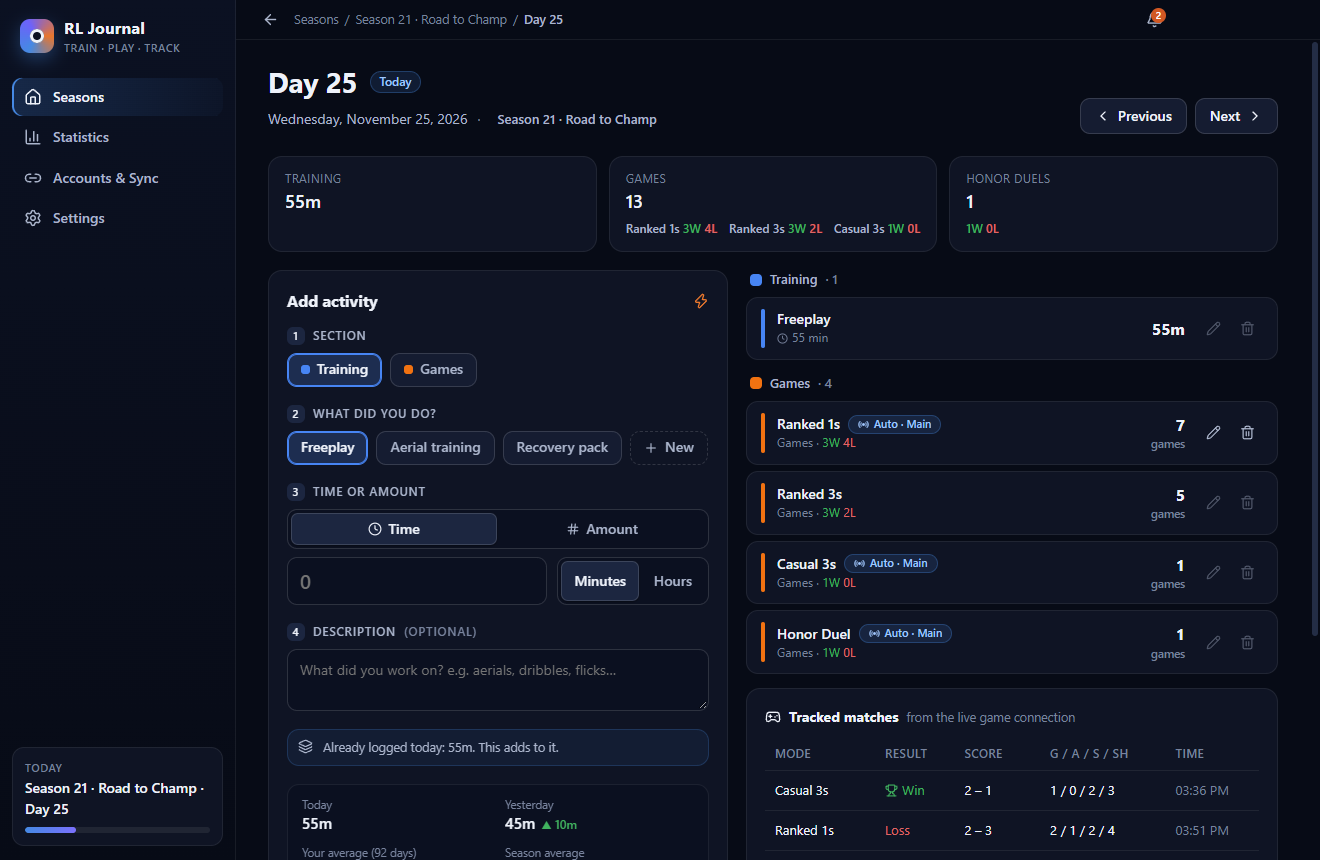 RL Journal
TRAIN · PLAY · TRACK
Seasons
Statistics
Accounts & Sync
Settings
TODAY
Season 21 · Road to Champ ·
Day 25
Seasons / Season 21 · Road to Champ / Day 25
2
Day 25 Today
Wednesday, November 25, 2026 · Season 21 · Road to Champ
Previous
Next
TRAINING
55m
GAMES
13
Ranked 1s 3W 4L Ranked 3s 3W 2L Casual 3s 1W 0L
HONOR DUELS
1
1W 0L
Add activity
1 SECTION
Training Games
2 WHAT DID YOU DO?
Freeplay Aerial training Recovery pack + New
3 TIME OR AMOUNT
Time # Amount
0 Minutes Hours
4 DESCRIPTION (OPTIONAL)
What did you work on? e.g. aerials, dribbles, flicks...
Already logged today: 55m. This adds to it.
Today
55m
Yesterday
45m ▲ 10m
Your average (92 days)
Season average
Training · 1
Freeplay
55 min
55m
Games · 4
Ranked 1s Auto · Main
Games · 3W 4L
7
games
Ranked 3s
Games · 3W 2L
5
games
Casual 3s Auto · Main
Games · 1W 0L
1
games
Honor Duel Auto · Main
Games · 1W 0L
1
games
Tracked matches from the live game connection
MODE RESULT SCORE G / A / S / SH TIME
Casual 3s Win 2 – 1 1 / 0 / 2 / 3 03:36 PM
Ranked 1s Loss 2 – 3 2 / 1 / 2 / 4 03:51 PM